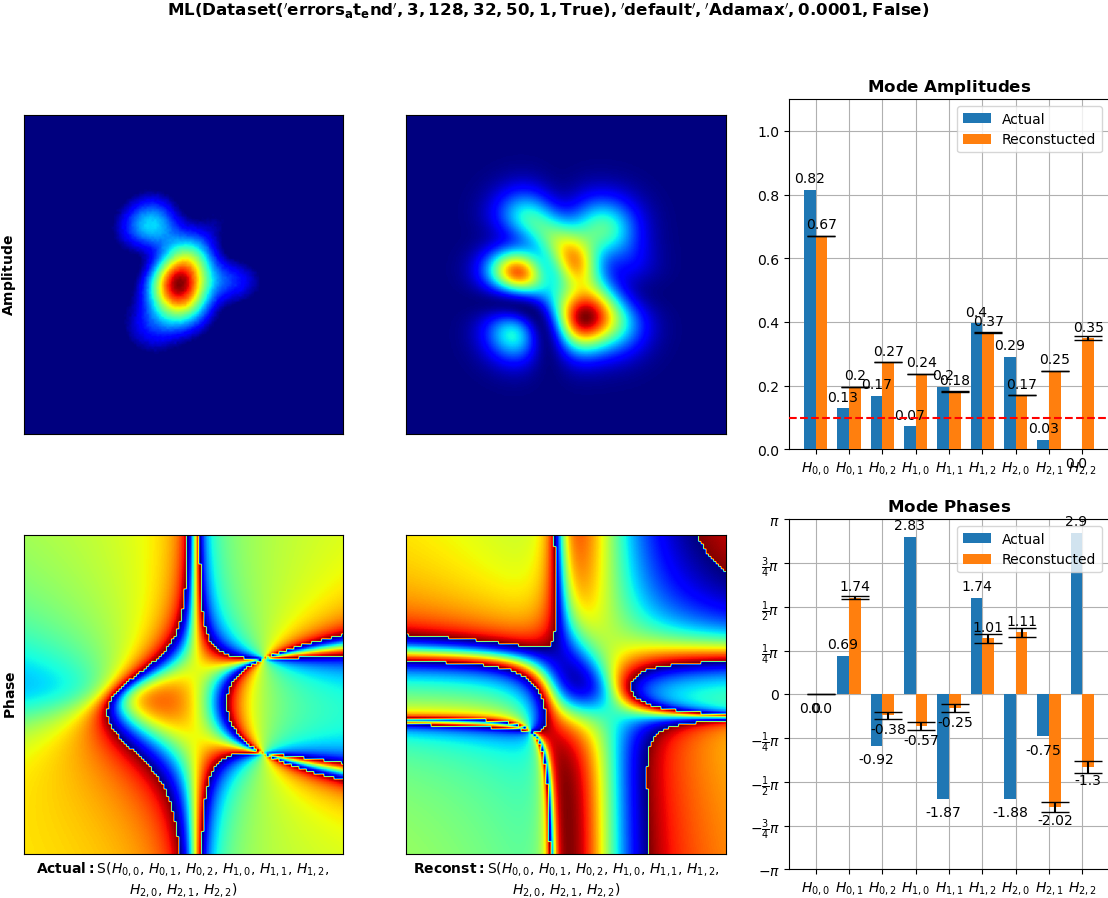 ML(Dataset('errors_at_end', 3, 128, 32, 50, 1, True), 'default', 'Adamax', 0.0001, False)
Amplitude
Mode Amplitudes
Actual
Reconstucted
1.0
0.8
0.6
0.4
0.2
0.0
0.82
0.67
0.13
0.2
0.17
0.27
0.07
0.24
0.2
0.18
0.4
0.37
0.29
0.17
0.03
0.25
0.0
0.35
H0,0 H0,1 H0,2 H1,0 H1,1 H1,2 H2,0 H2,1 H2,2
Phase
Actual: S(H0,0, H0,1, H0,2, H1,0, H1,1, H1,2,
H2,0, H2,1, H2,2)
Reconst: S(H0,0, H0,1, H0,2, H1,0, H1,1, H1,2,
H2,0, H2,1, H2,2)
Mode Phases
Actual
Reconstucted
π
3/4π
1/2π
1/4π
0
−1/4π
−1/2π
−3/4π
−π
0.0
0.0
0.69
1.74
-0.92
-0.38
2.83
-0.57
-1.87
-0.25
1.74
1.01
-1.88
1.11
-0.75
-2.02
2.9
-1.3
H0,0 H0,1 H0,2 H1,0 H1,1 H1,2 H2,0 H2,1 H2,2